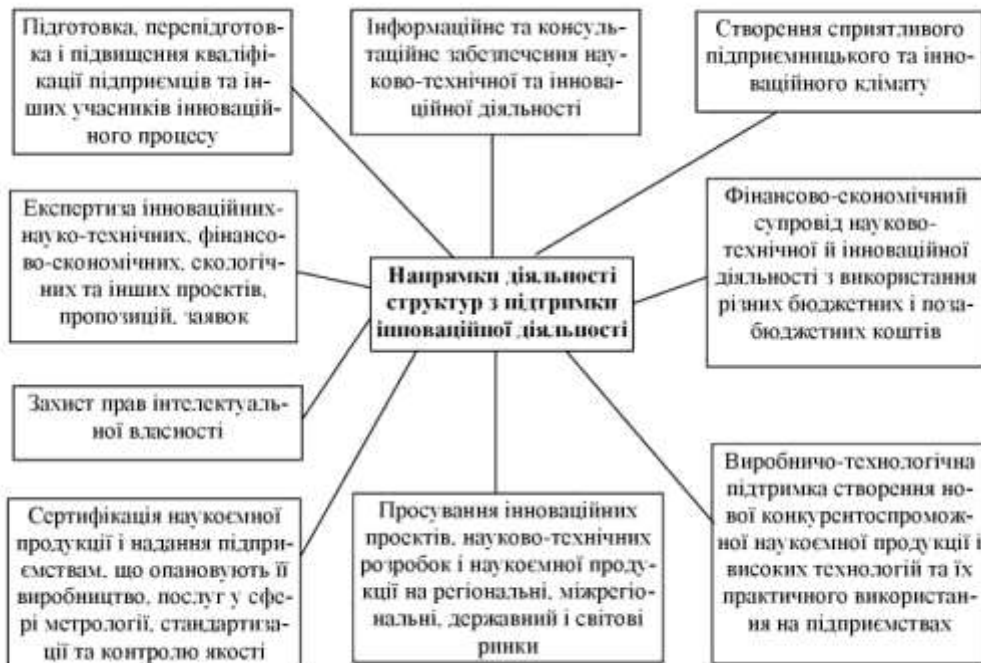 Підготовка, перепідготов-
ка і підвищення кваліфі-
кації підприємців та ін-
ших учасників інновацій-
ного процесу
Інформаційне та консуль-
таційне забезпечення нау-
ково-технічної та іннова-
ційної діяльності
Створення сприятливого
підприємницького та інно-
ваційного клімату
Експертиза інноваційних-
науко-технічних, фінансо-
во-економічних, екологіч-
них та інших проєктів,
пропозицій, заявок
Напрямки діяльності
структур з підтримки
інноваційної діяльності
Фінансово-економічний
супровід науково-
технічної й інноваційної
діяльності з використання
різних бюджетних і поза-
бюджетних коштів
Захист прав інтелектуаль-
ної власності
Сертифікація наукоємної
продукції і надання підпри-
ємствам, що опановують її
виробництво, послуг у сфе-
рі метрології, стандартиза-
ції та контролю якості
Просування інноваційних
проєктів, науково-технічних
розробок і наукоємної проду-
кції на регіональні, міжрегіо-
нальні, державний і світові
ринки
Виробничо-технологічна
підтримка створення но-
вої конкурентоспромож-
ної наукоємної продукції і
високих технологій та їх
практичного використан-
ня на підприємствах